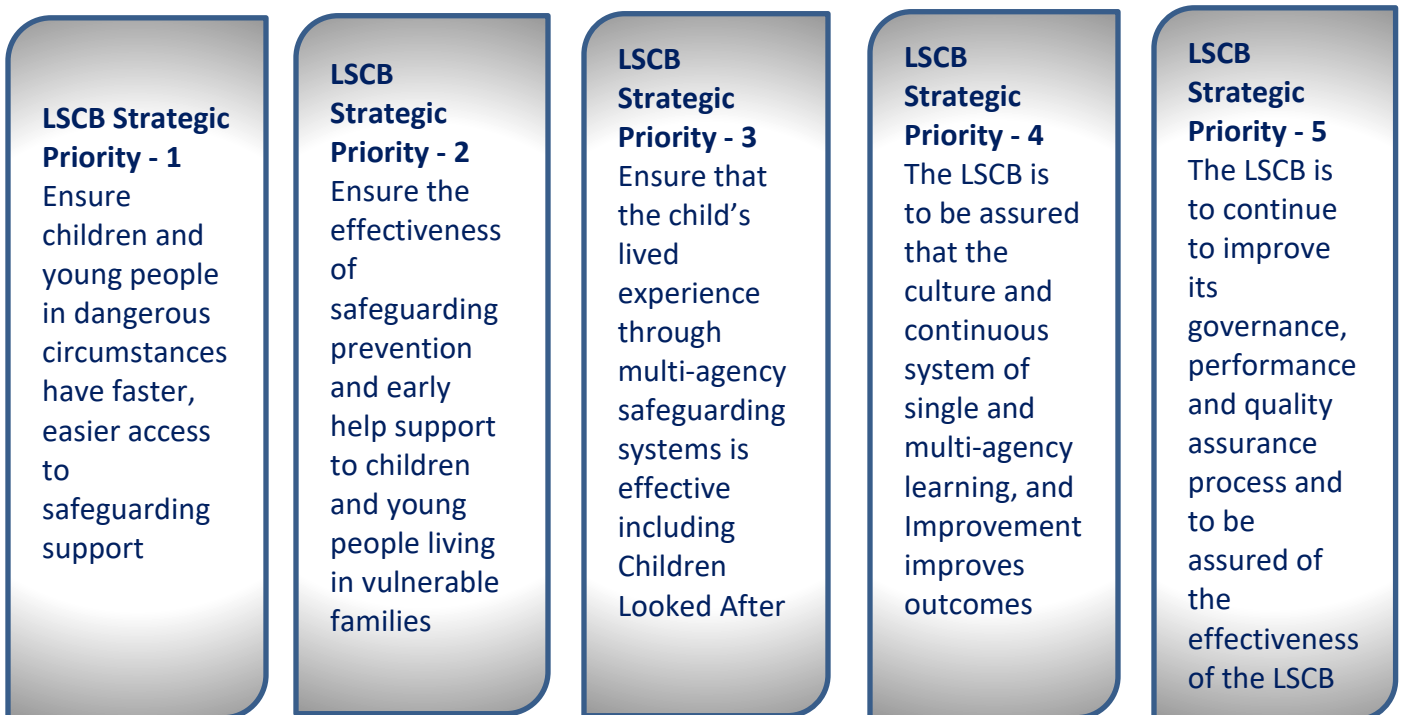 LSCB Strategic
Priority - 1
Ensure
children and
young people
in dangerous
circumstances
have faster,
easier access
to
safeguarding
support
LSCB
Strategic
Priority - 2
Ensure the
effectiveness
of
safeguarding
prevention
and early
help support
to children
and young
people living
in vulnerable
families
LSCB
Strategic
Priority - 3
Ensure that
the child’s
lived
experience
through
multi-agency
safeguarding
systems is
effective
including
Children
Looked After
LSCB
Strategic
Priority - 4
The LSCB is
to be assured
that the
culture and
continuous
system of
single and
multi-agency
learning, and
Improvement
improves
outcomes
LSCB
Strategic
Priority - 5
The LSCB is
to continue
to improve
its
governance,
performance
and quality
assurance
process and
to be
assured of
the
effectiveness
of the LSCB